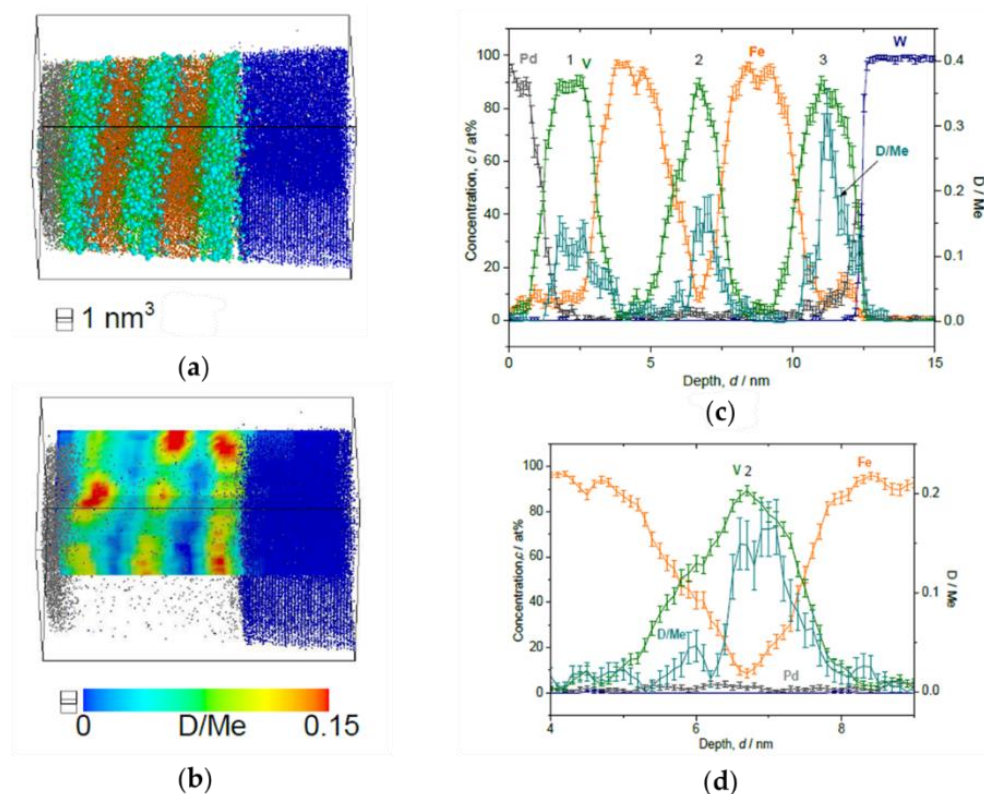 1 nm³
(a)
0 D/Me 0.15
(b)
Concentration, c / at%
100
80
60
40
20
0
Pd
1
V
2
Fe
3
W
D/Me
0.4
0.3
0.2
0.1
0.0
D / Me
0 5 10 15
Depth, d / nm
(c)
Concentration,c / at%
100
80
60
40
20
0
V 2
Fe
D/Me
Pd
0.2
0.1
0.0
D / Me
4 6 8
Depth, d / nm
(d)